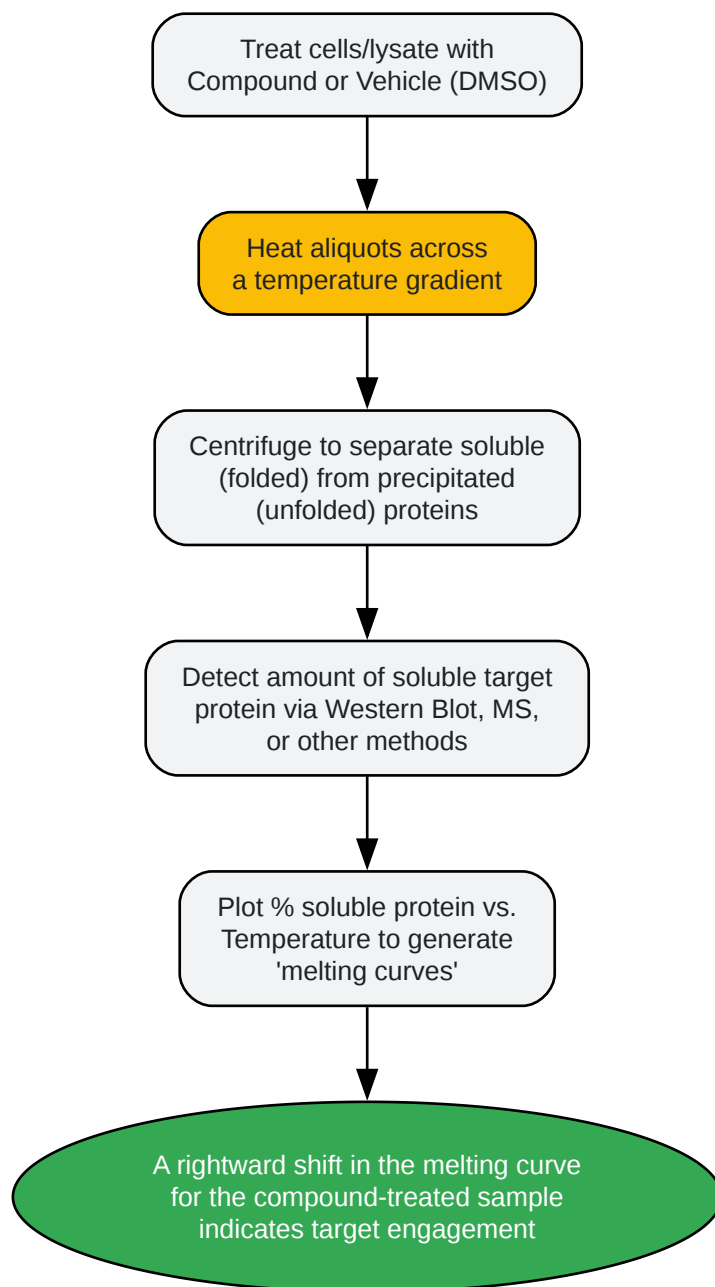 Treat cells/lysate with
Compound or Vehicle (DMSO)
Heat aliquots across
a temperature gradient
Centrifuge to separate soluble
(folded) from precipitated
(unfolded) proteins
Detect amount of soluble target
protein via Western Blot, MS,
or other methods
Plot % soluble protein vs.
Temperature to generate
'melting curves'
A rightward shift in the melting curve
for the compound-treated sample
indicates target engagement